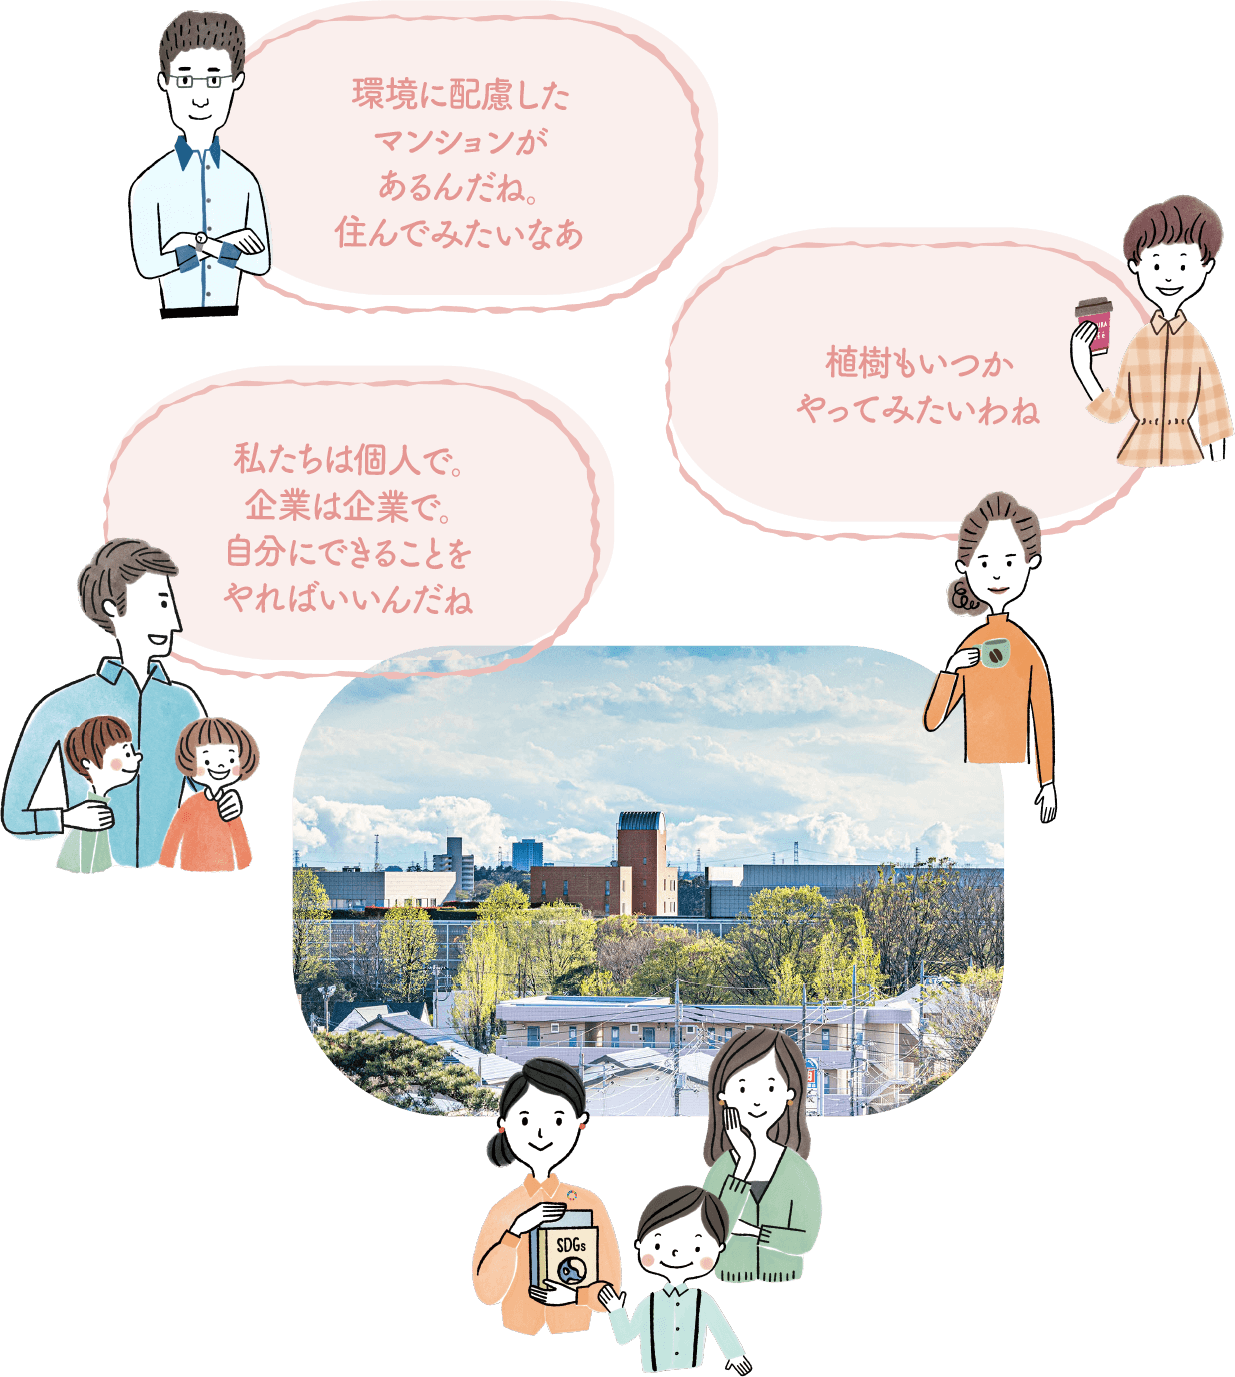 環境に配慮した
マンションが
あるんだね。
住んでみたいなあ
植樹もいつか
やってみたいわね
私たちは個人で。
企業は企業で。
自分にできることを
やればいいんだね
SDGs